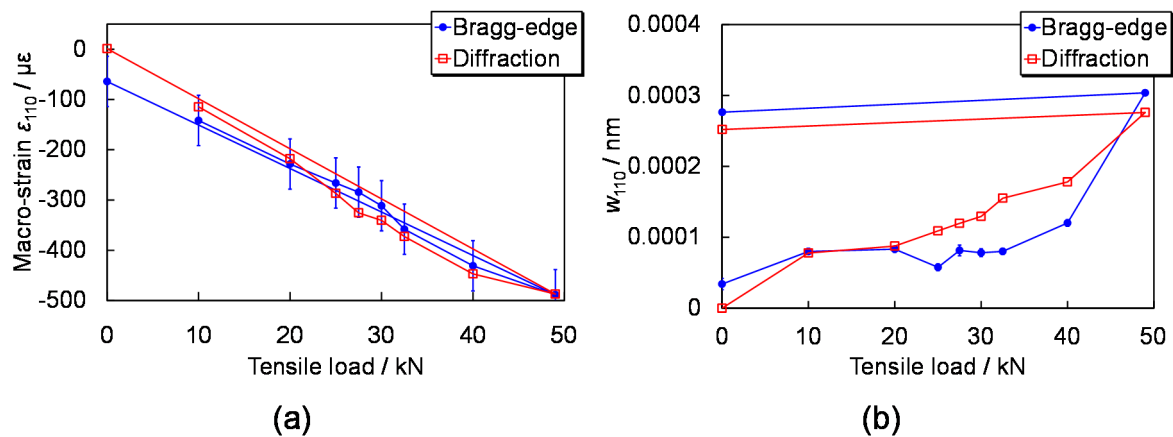 Bragg-edge
Diffraction
Macro-strain ε110 / με
0
-100
-200
-300
-400
-500
0 10 20 30 40 50
Tensile load / kN
(a)
Bragg-edge
Diffraction
w110 / nm
0.0004
0.0003
0.0002
0.0001
0
0 10 20 30 40 50
Tensile load / kN
(b)